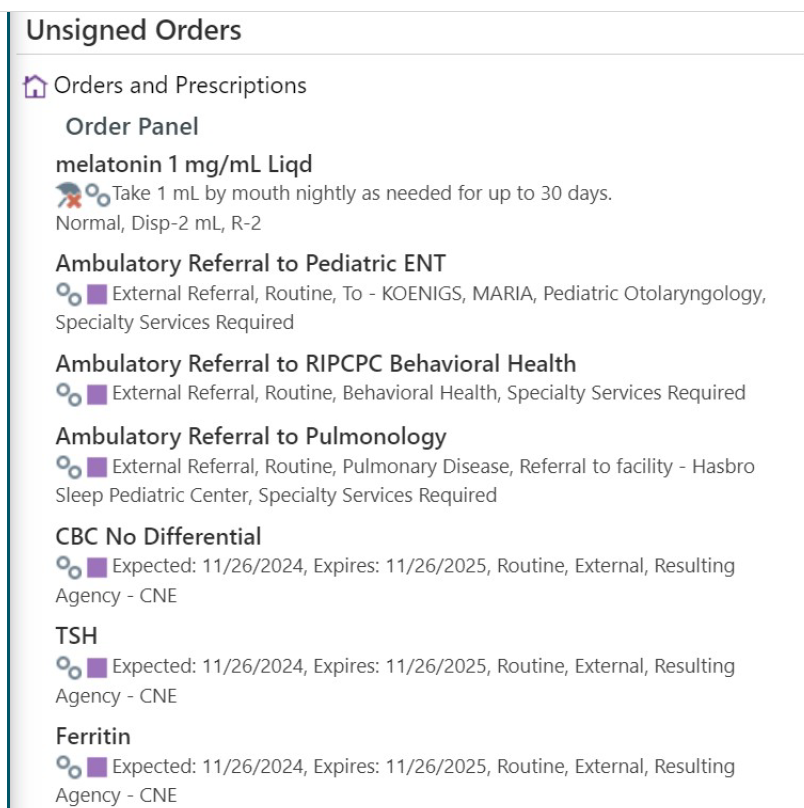 Unsigned Orders
Orders and Prescriptions
Order Panel
melatonin 1 mg/mL Liqd
Take 1 mL by mouth nightly as needed for up to 30 days.
Normal, Disp-2 mL, R-2
Ambulatory Referral to Pediatric ENT
External Referral, Routine, To - KOENIGS, MARIA, Pediatric Otolaryngology,
Specialty Services Required
Ambulatory Referral to RIPCPC Behavioral Health
External Referral, Routine, Behavioral Health, Specialty Services Required
Ambulatory Referral to Pulmonology
External Referral, Routine, Pulmonary Disease, Referral to facility - Hasbro
Sleep Pediatric Center, Specialty Services Required
CBC No Differential
Expected: 11/26/2024, Expires: 11/26/2025, Routine, External, Resulting
Agency - CNE
TSH
Expected: 11/26/2024, Expires: 11/26/2025, Routine, External, Resulting
Agency - CNE
Ferritin
Expected: 11/26/2024, Expires: 11/26/2025, Routine, External, Resulting
Agency - CNE